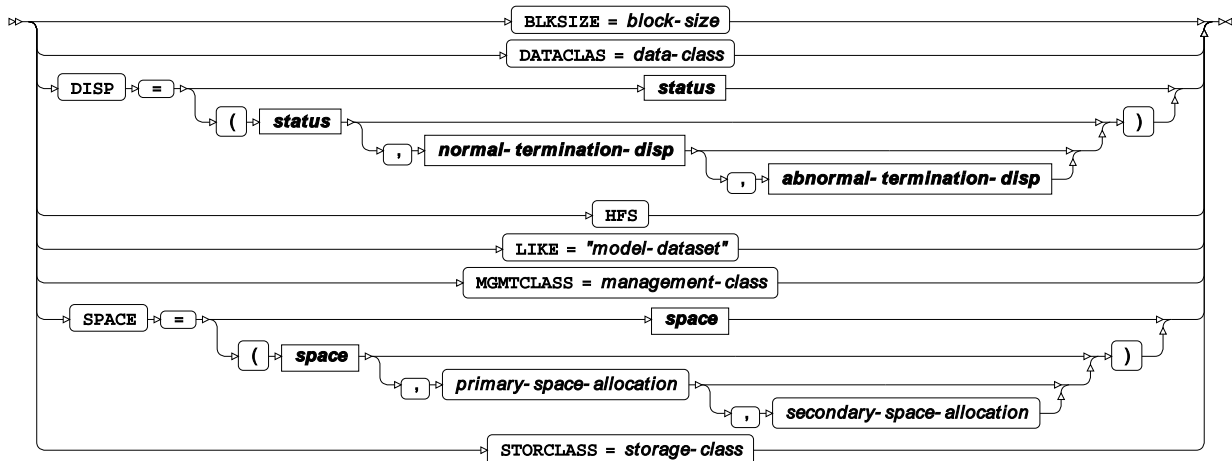 BLKSIZE = block-size
DATACLAS = data-class
DISP = status
( status )
, normal-termination-disp
, abnormal-termination-disp
HFS
LIKE = "model-dataset"
MGMTCLASS = management-class
SPACE = space
( space )
, primary-space-allocation
, secondary-space-allocation
STORCLASS = storage-class